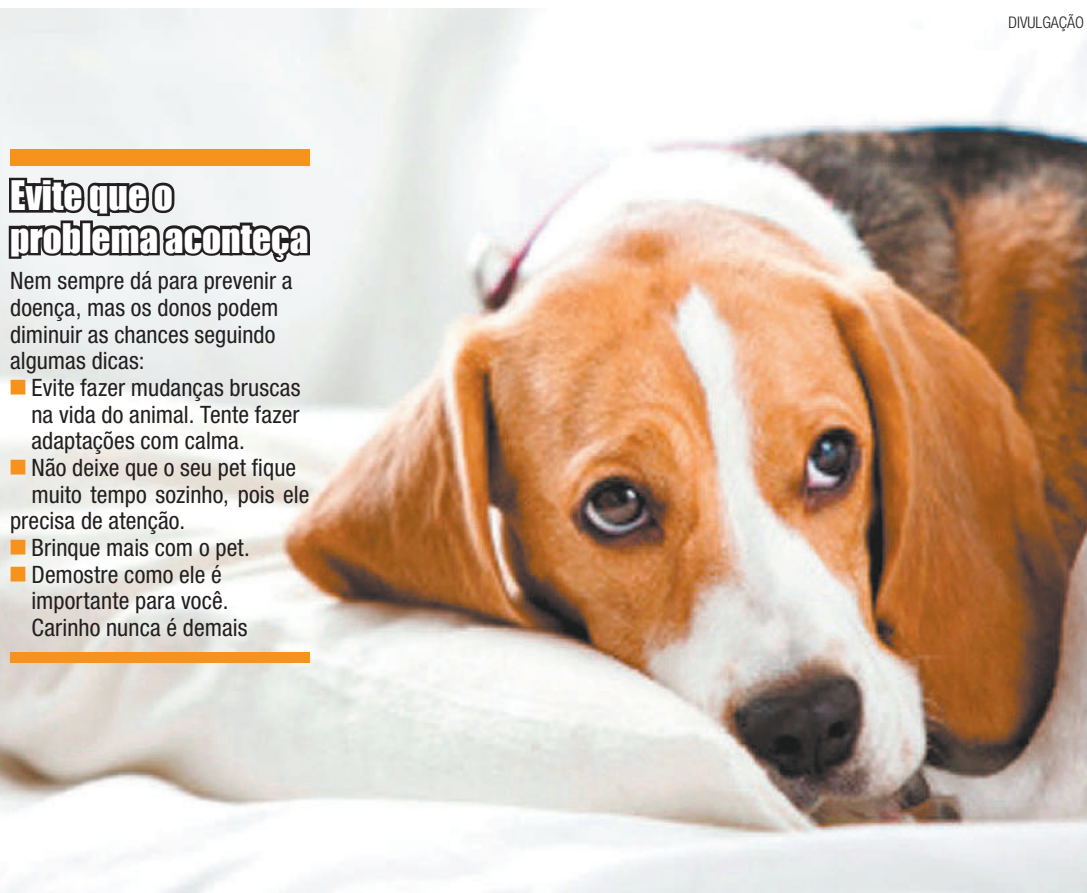 DIVULGAÇÃO
Evite que o
problema aconteça
Nem sempre dá para prevenir a
doença, mas os donos podem
diminuir as chances seguindo
algumas dicas:
■ Evite fazer mudanças bruscas
na vida do animal. Tente fazer
adaptações com calma.
■ Não deixe que o seu pet fique
muito tempo sozinho, pois ele
precisa de atenção.
■ Brinque mais com o pet.
■ Demostre como ele é
importante para você.
Carinho nunca é demais